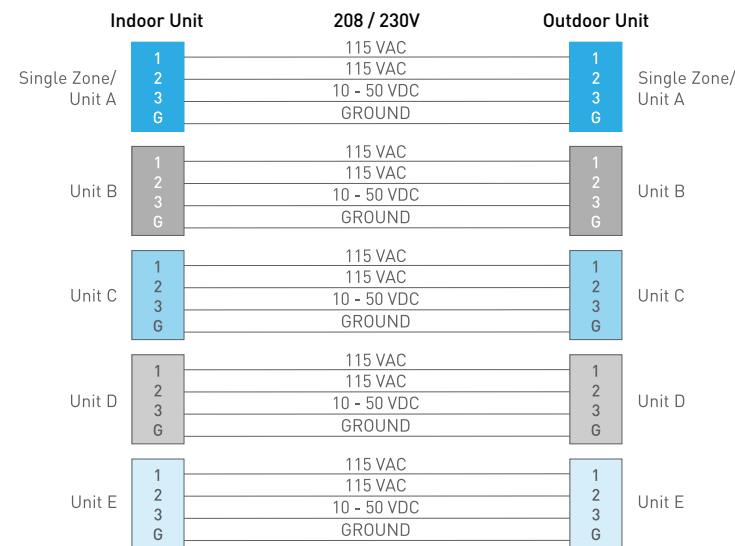 Indoor Unit 208 / 230V Outdoor Unit
Single Zone/
Unit A
1
2
3
G
115 VAC
115 VAC
10 - 50 VDC
GROUND
1
2
3
G
Single Zone/
Unit A
Unit B
1
2
3
G
115 VAC
115 VAC
10 - 50 VDC
GROUND
1
2
3
G
Unit B
Unit C
1
2
3
G
115 VAC
115 VAC
10 - 50 VDC
GROUND
1
2
3
G
Unit C
Unit D
1
2
3
G
115 VAC
115 VAC
10 - 50 VDC
GROUND
1
2
3
G
Unit D
Unit E
1
2
3
G
115 VAC
115 VAC
10 - 50 VDC
GROUND
1
2
3
G
Unit E